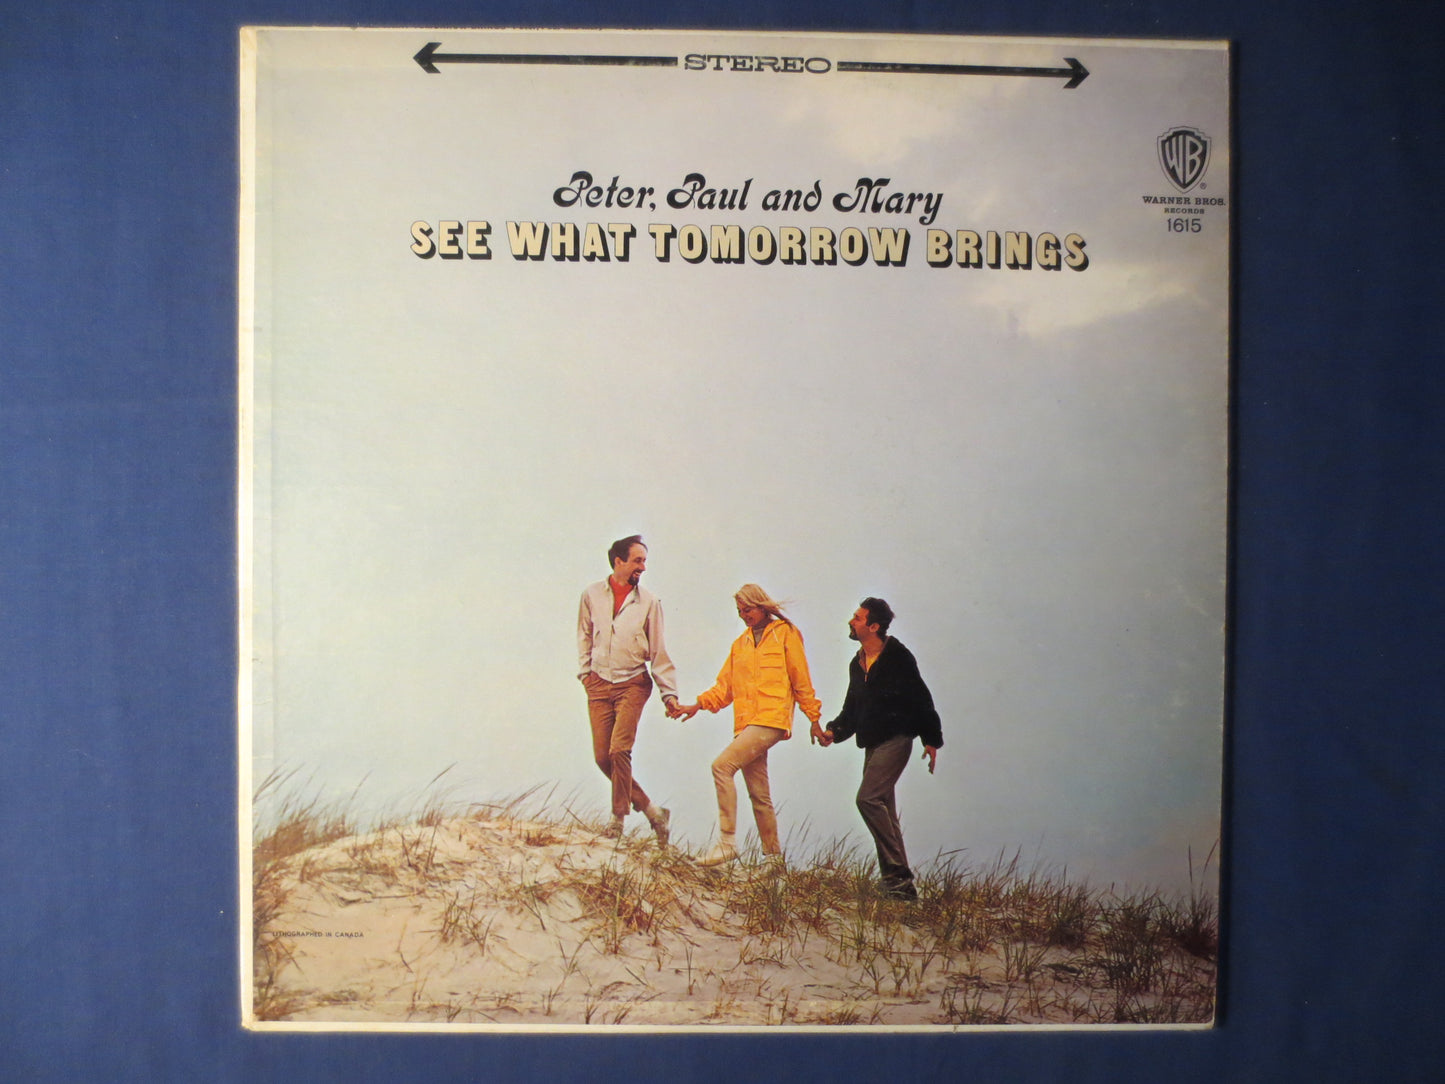 STEREO
WB
®
WARNER BROS.
RECORDS
1615
Peter, Paul and Mary
SEE WHAT TOMORROW BRINGS
LITHOGRAPHED IN CANADA